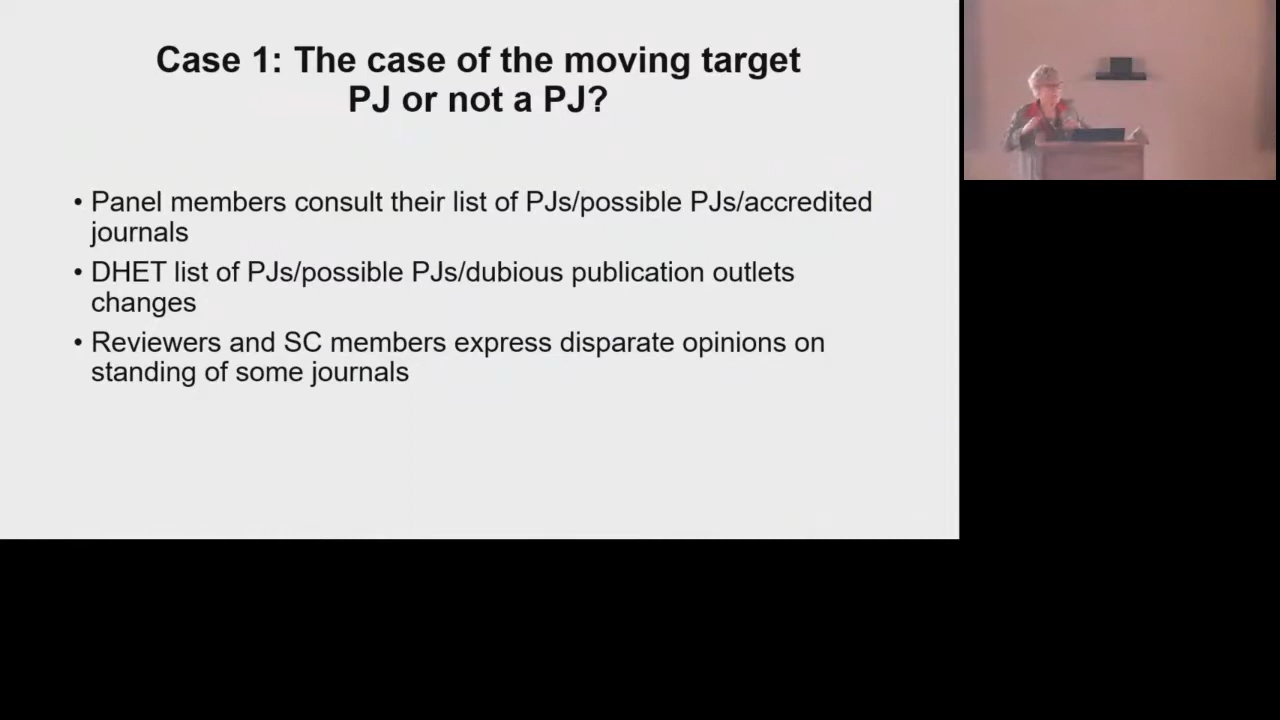 Case 1: The case of the moving target
PJ or not a PJ?
• Panel members consult their list of PJs/possible PJs/accredited
journals
• DHET list of PJs/possible PJs/dubious publication outlets
changes
• Reviewers and SC members express disparate opinions on
standing of some journals